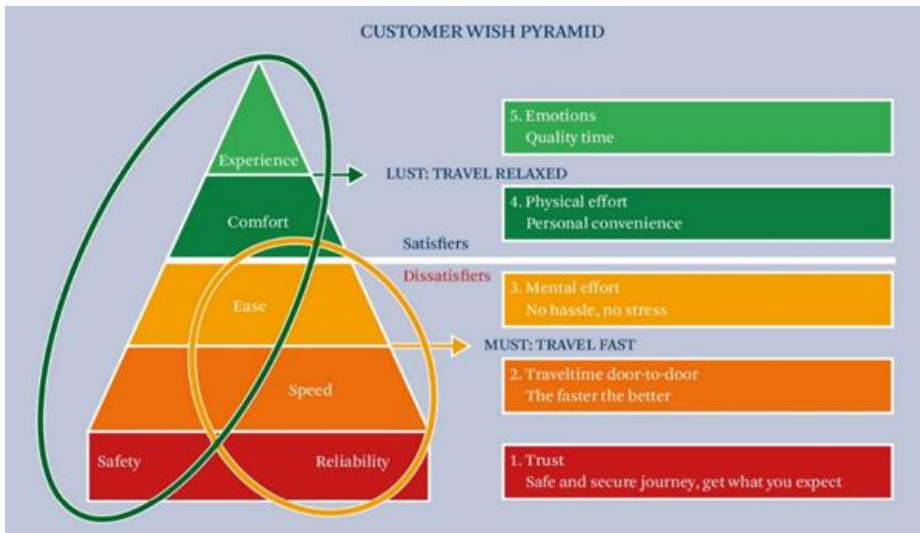 CUSTOMER WISH PYRAMID
5. Emotions
Quality time
Experience
LUST: TRAVEL RELAXED
4. Physical effort
Personal convenience
Comfort
Satisfiers
Dissatisfiers
3. Mental effort
No hassle, no stress
Ease
MUST: TRAVEL FAST
2. Traveltime door-to-door
The faster the better
Speed
1. Trust
Safe and secure journey, get what you expect
Safety
Reliability